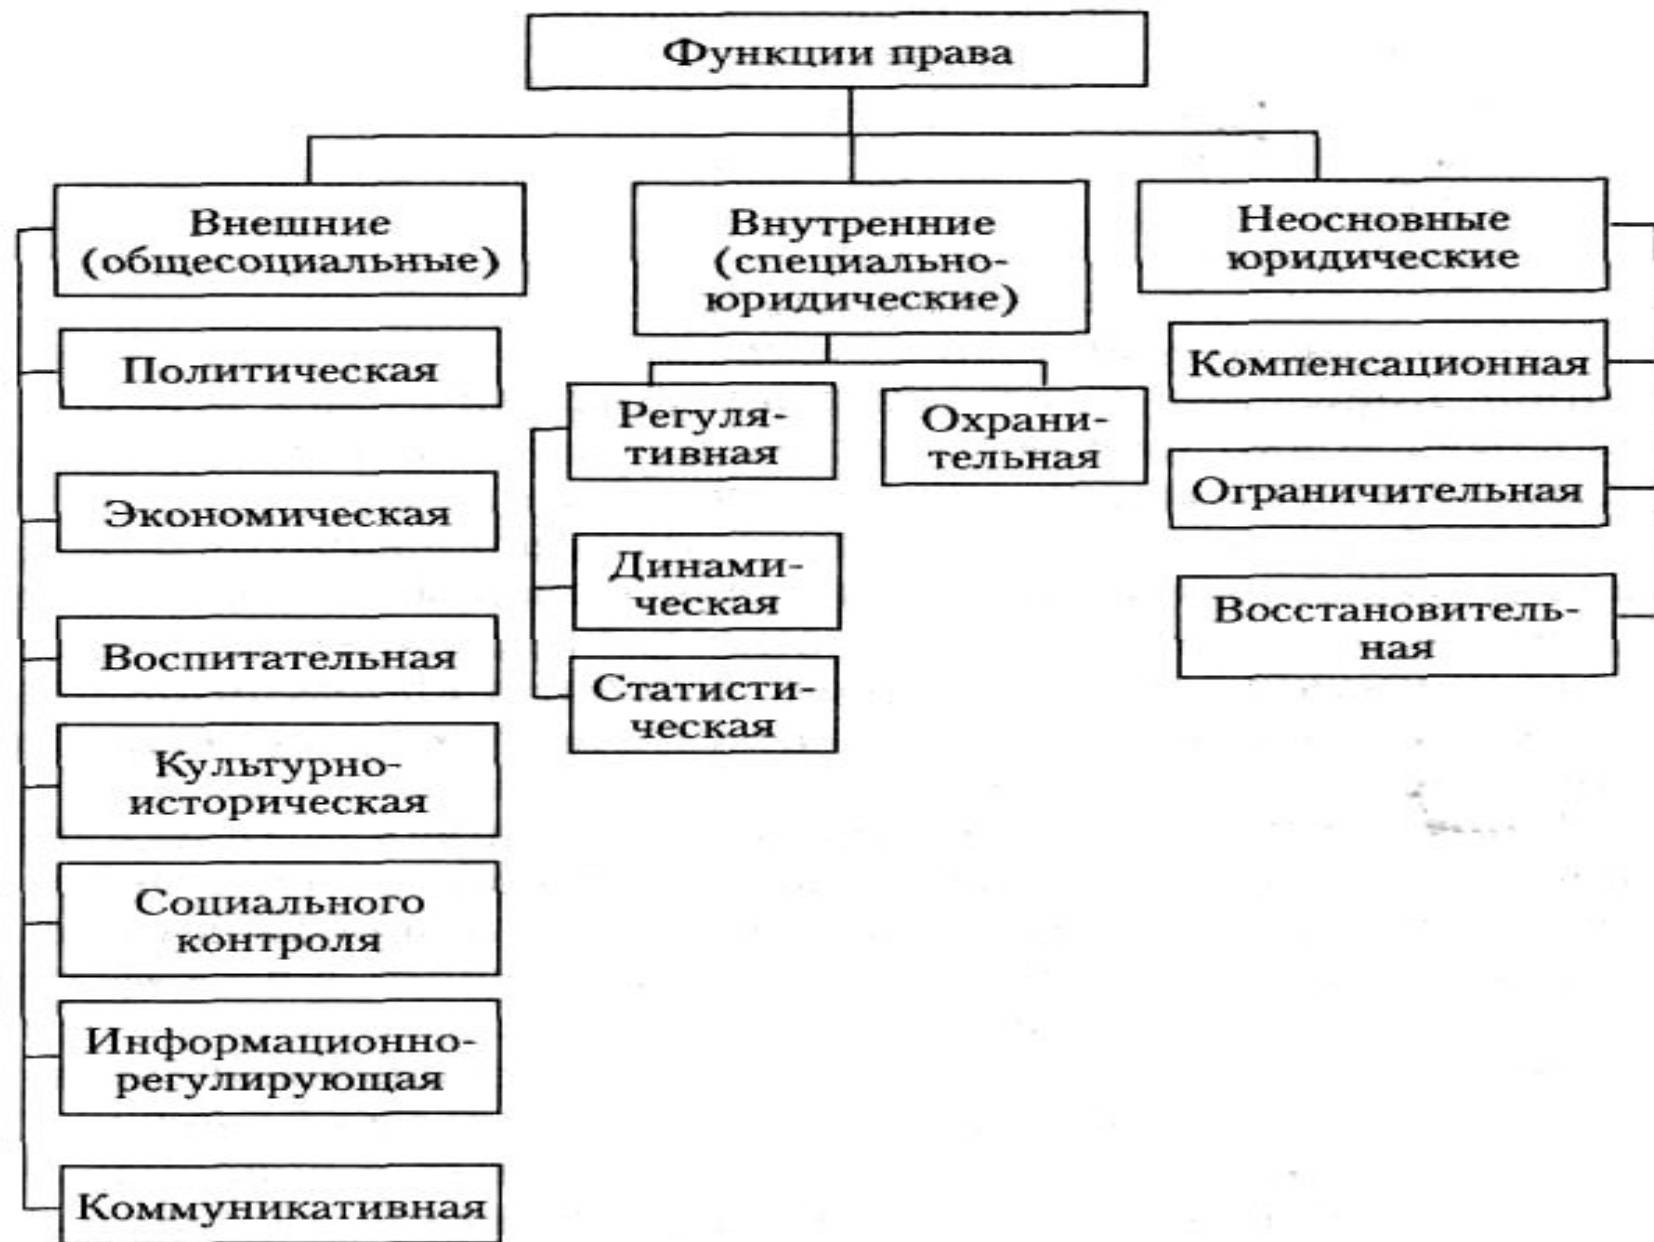 Функции права
Внешние
(общесоциальные)
Политическая
Экономическая
Воспитательная
Культурно-
историческая
Социального
контроля
Информационно-
регулирующая
Коммуникативная
Внутренние
(специально-
юридические)
Регуля-
тивная
Динами-
ческая
Статисти-
ческая
Охрани-
тельная
Неосновные
юридические
Компенсационная
Ограничительная
Восстановитель-
ная